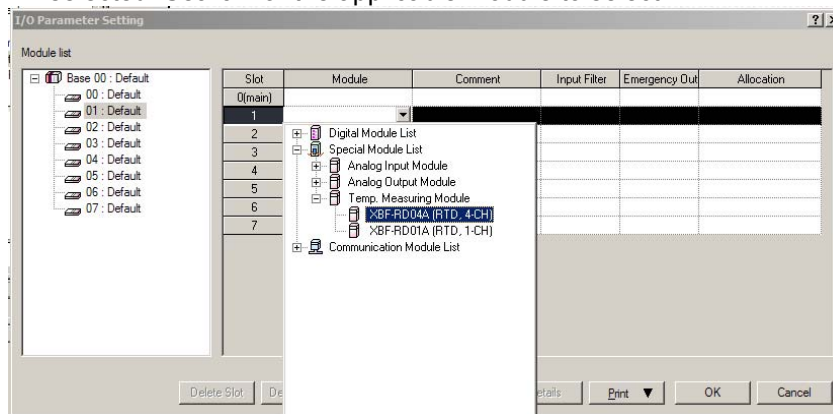 I/O Parameter Setting
Module list
Base 00 : Default
00 : Default
01 : Default
02 : Default
03 : Default
04 : Default
05 : Default
06 : Default
07 : Default
Slot Module Comment Input Filter Emergency Out Allocation
0(main)
1
2
3
4
5
6
7
Digital Module List
Special Module List
Analog Input Module
Analog Output Module
Temp. Measuring Module
XBF-RD04A (RTD, 4-CH)
XBF-RD01A (RTD, 1-CH)
Communication Module List
Delete Slot De etails Print OK Cancel